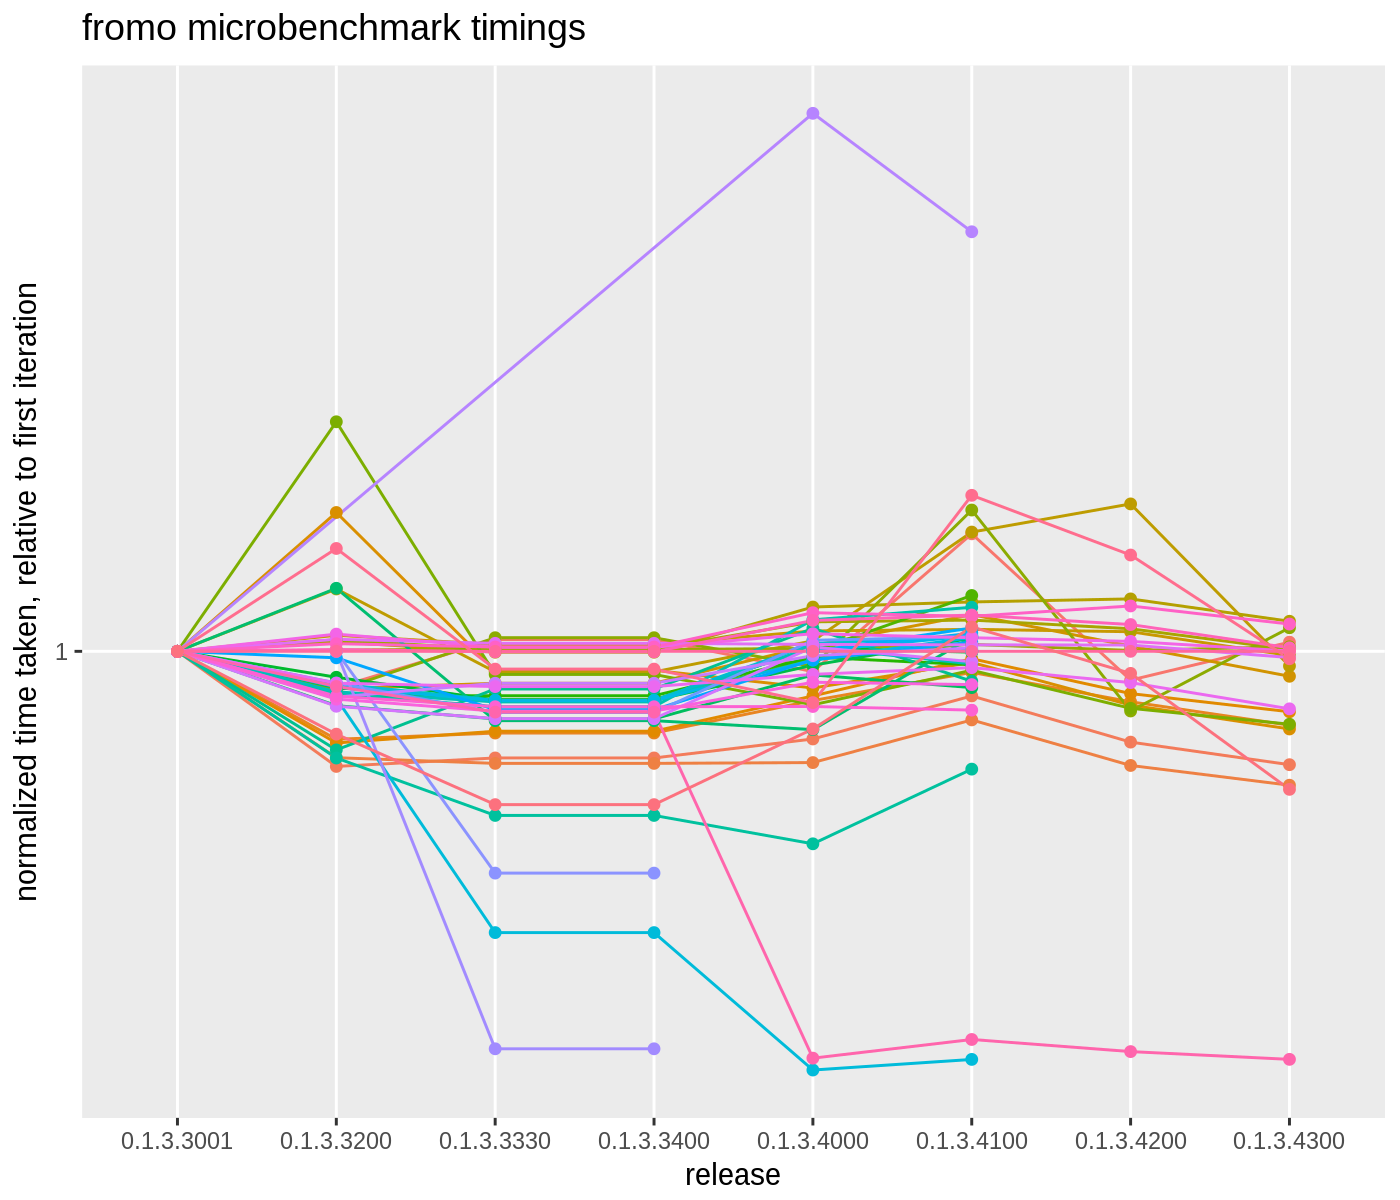 fromo microbenchmark timings
normalized time taken, relative to first iteration
1
0.1.3.3001 0.1.3.3200 0.1.3.3330 0.1.3.3400 0.1.3.4000 0.1.3.4100 0.1.3.4200 0.1.3.4300
release